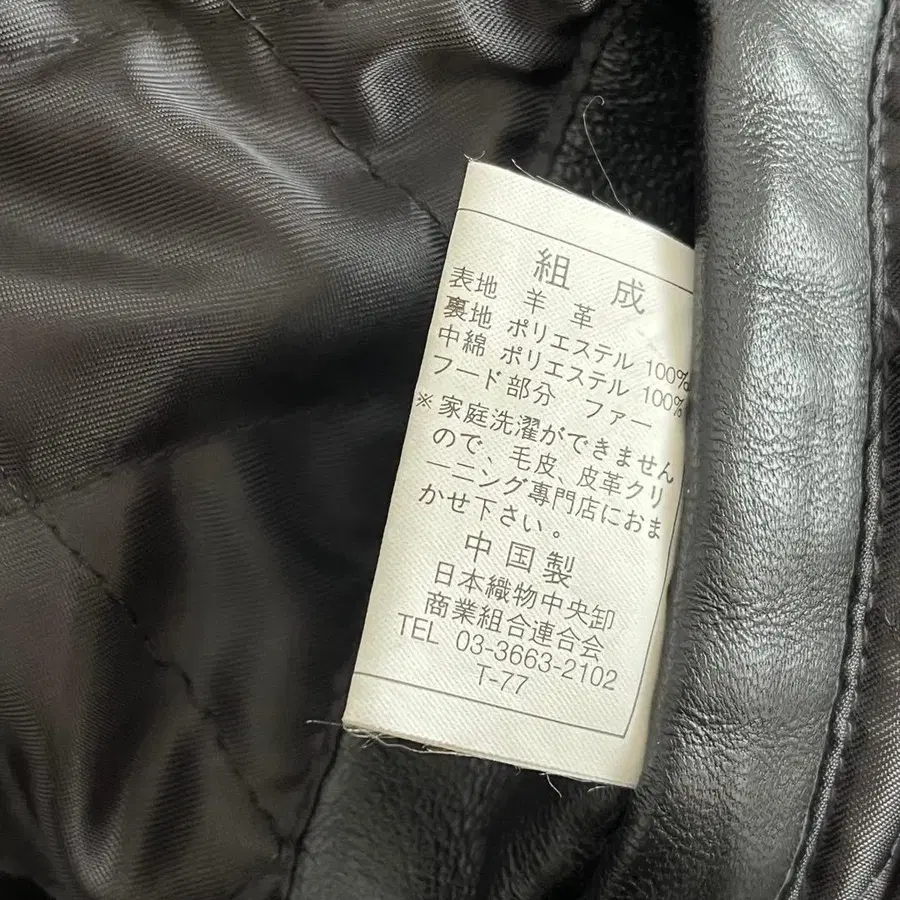 組 成
表地 羊 革
裏地 ポリエステル 100%
中綿 ポリエステル 100%
フード部分 ファー
※ 家庭洗濯ができません
ので、毛皮、皮革クリ
ーニング専門店におま
かせ下さい。
中国製
日本織物中央卸
商業組合連合会
TEL 03-3663-2102
T-77